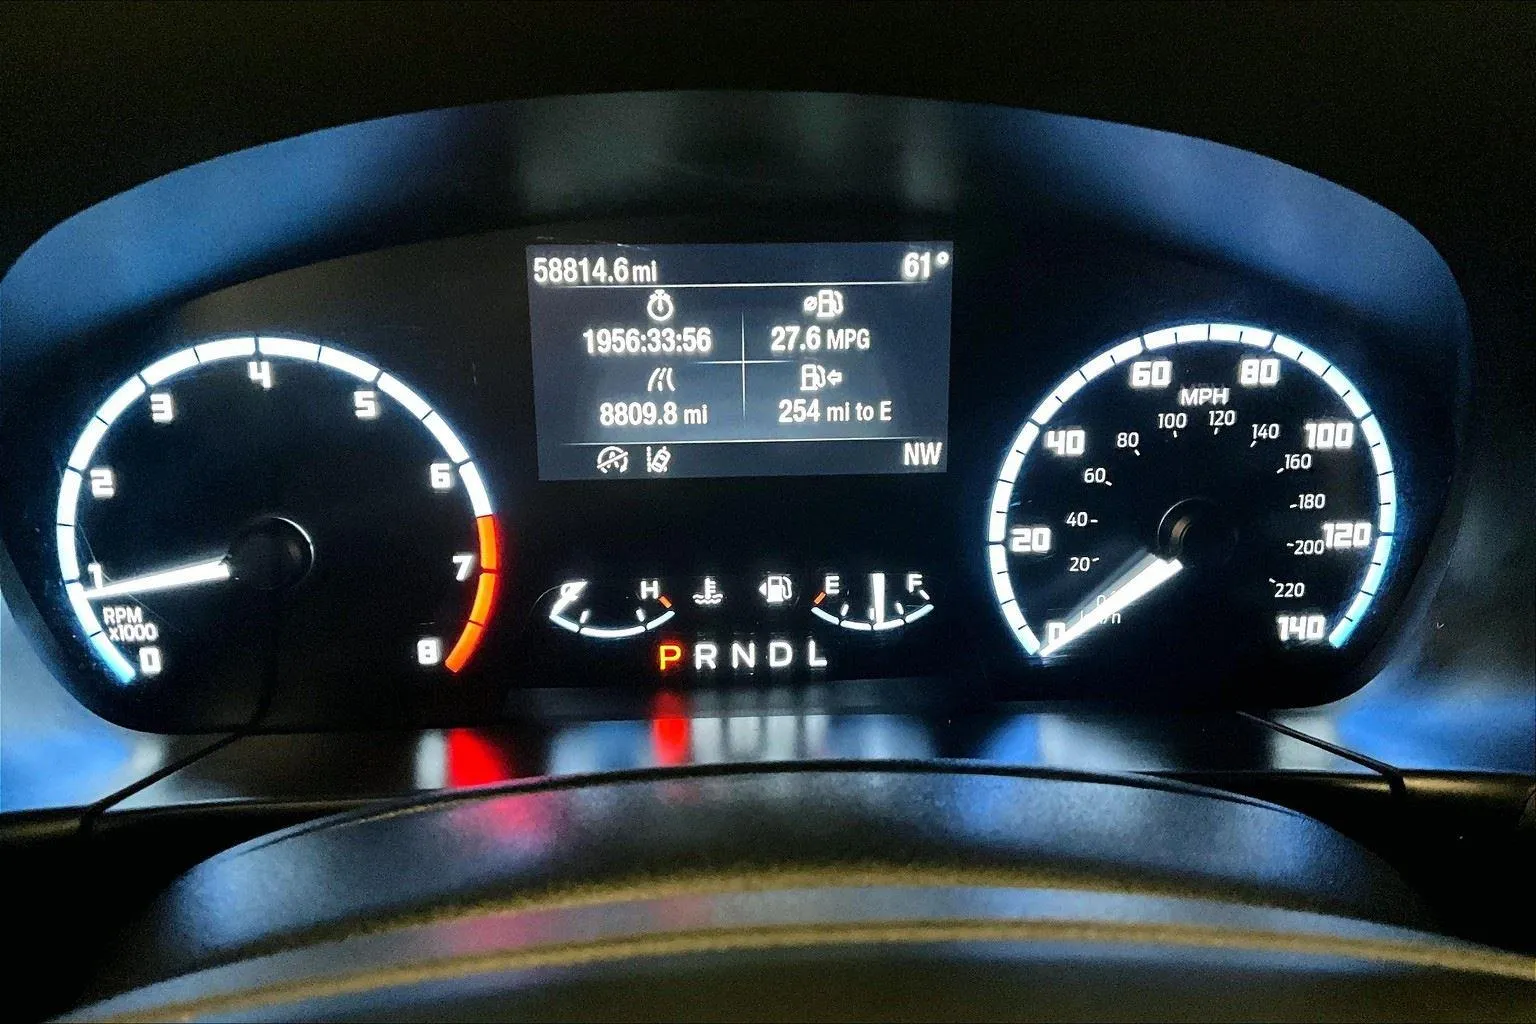 58814.6 mi 61°
1956:33:56 27.6 MPG
8809.8 mi 254 mi to E
NW
0 1 2 3 4 5 6 7 8
RPM
x1000
C H
E F
P R N D L
0 20 40 60 80 100 120 140
MPH
20 40 60 80 100 120 140 160 180 200 220